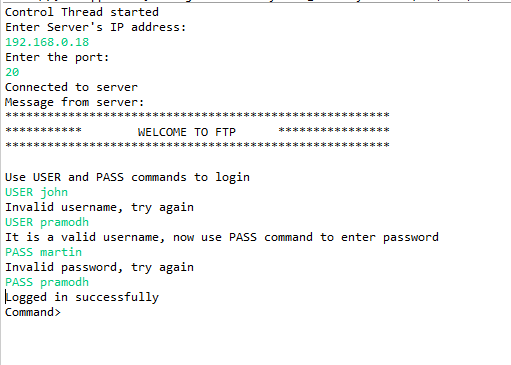 Control Thread started
Enter Server's IP address:
192.168.0.18
Enter the port:
20
Connected to server
Message from server:
*******************************************************
***********        WELCOME TO FTP      ****************
*******************************************************
Use USER and PASS commands to login
USER john
Invalid username, try again
USER pramodh
It is a valid username, now use PASS command to enter password
PASS martin
Invalid password, try again
PASS pramodh
Logged in successfully
Command>